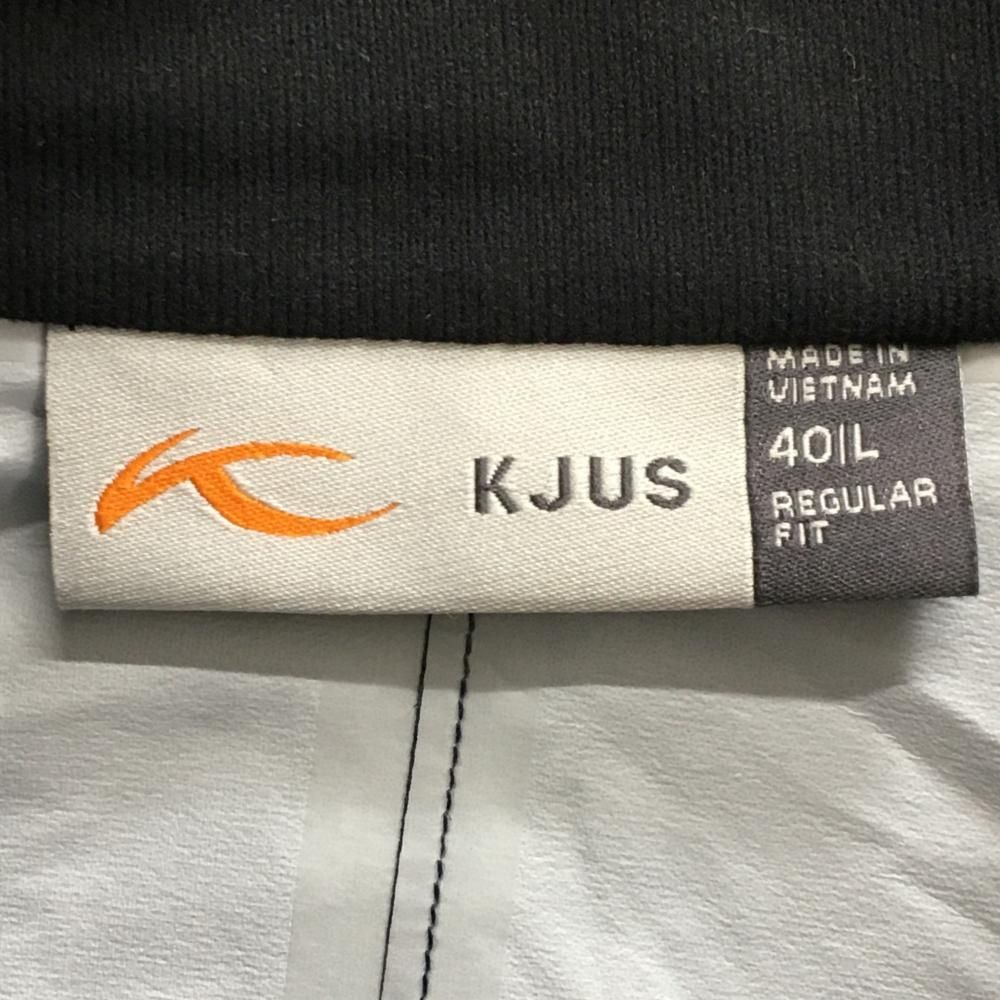 KJUS
MADE IN
VIETNAM
40|L
REGULAR
FIT